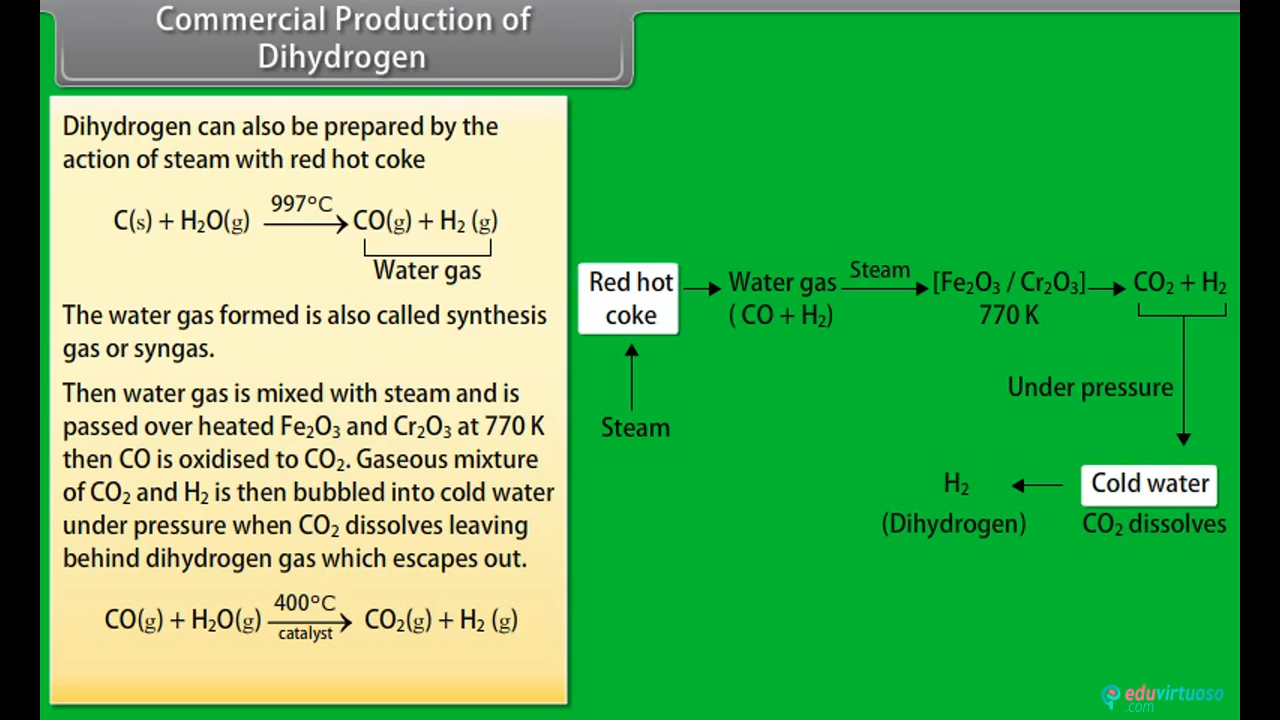 Commercial Production of
Dihydrogen
Dihydrogen can also be prepared by the
action of steam with red hot coke
C(s) + H₂O(g) 997°C ⟶ CO(g) + H₂ (g)
Water gas
The water gas formed is also called synthesis
gas or syngas.
Then water gas is mixed with steam and is
passed over heated Fe₂O₃ and Cr₂O₃ at 770 K
then CO is oxidised to CO₂. Gaseous mixture
of CO₂ and H₂ is then bubbled into cold water
under pressure when CO₂ dissolves leaving
behind dihydrogen gas which escapes out.
CO(g) + H₂O(g) 400°C ⟶ catalyst CO₂(g) + H₂ (g)
Red hot
coke
Steam
Water gas
( CO + H₂)
Steam
[Fe₂O₃ / Cr₂O₃]
770 K
CO₂ + H₂
Under pressure
Cold water
CO₂ dissolves
H₂
(Dihydrogen)
eduvirtuoso
.com